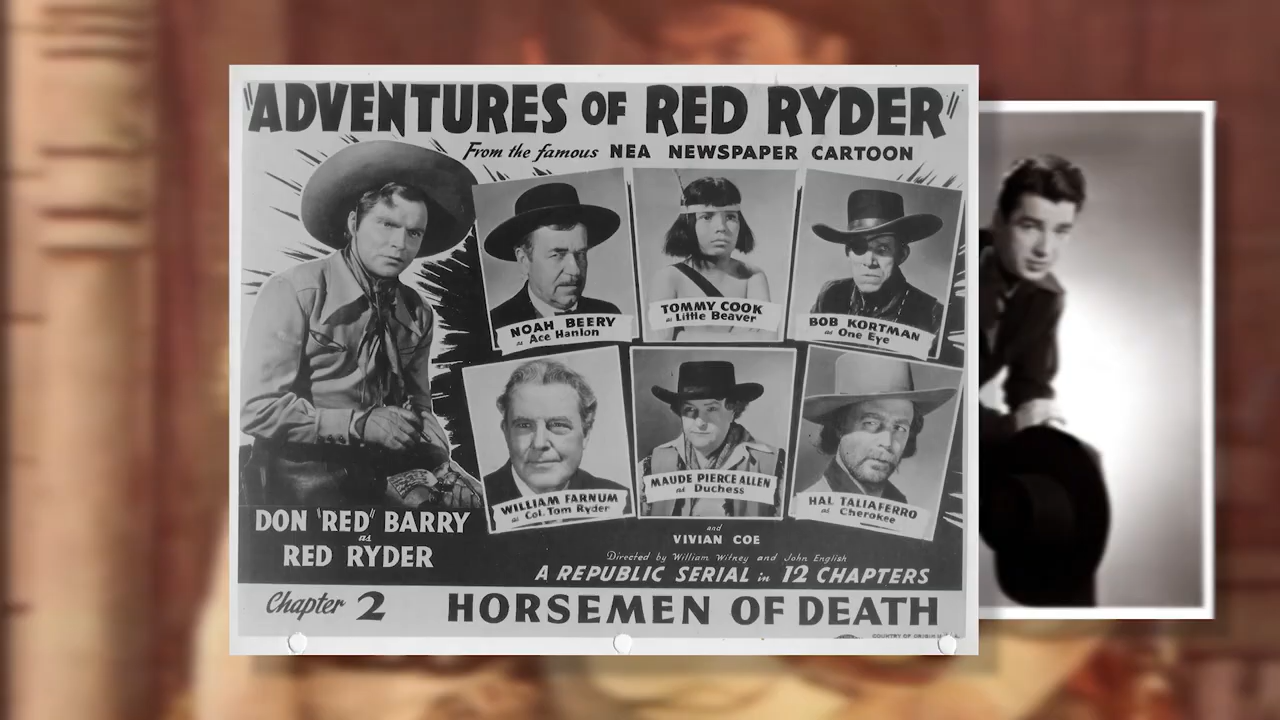 "ADVENTURES OF RED RYDER"
From the famous NEA NEWSPAPER CARTOON
NOAH BEERY
as Ace Hanlon
TOMMY COOK
as Little Beaver
BOB KORTMAN
as One Eye
WILLIAM FARNUM
as Col. Tom Ryder
MAUDE PIERCE ALLEN
as Duchess
HAL TALIAFERRO
as Cherokee
DON "RED" BARRY
as
RED RYDER
and
VIVIAN COE
Directed by William Witney and John English
A REPUBLIC SERIAL in 12 CHAPTERS
Chapter 2 HORSEMEN OF DEATH
COUNTRY OF ORIGIN